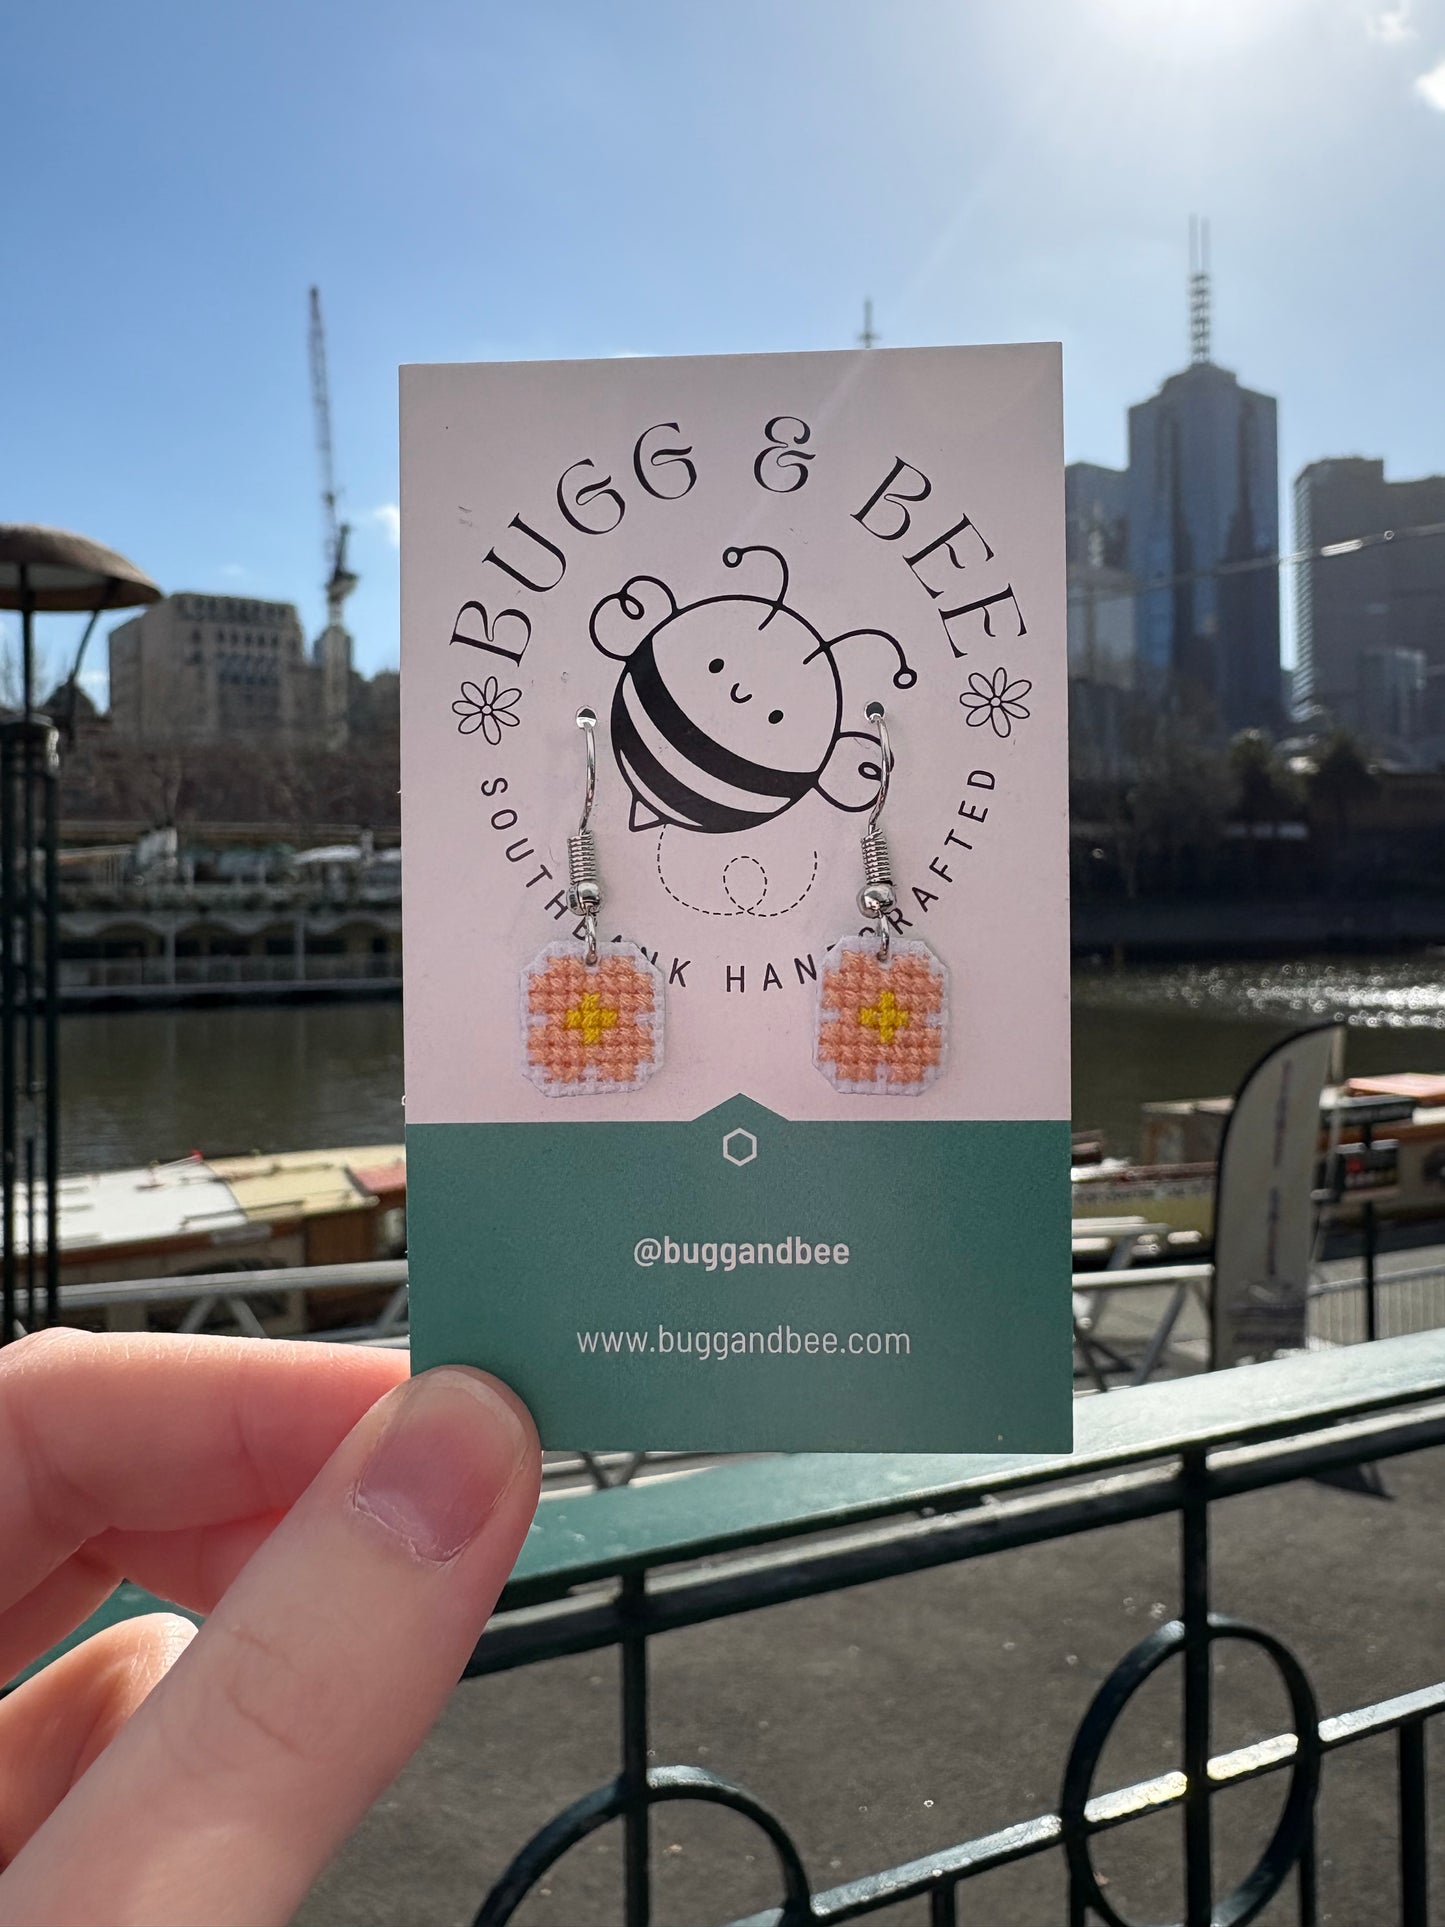 BUGG & BEE
SOUTHBANK HANDCRAFTED
@buggandbee
www.buggandbee.com